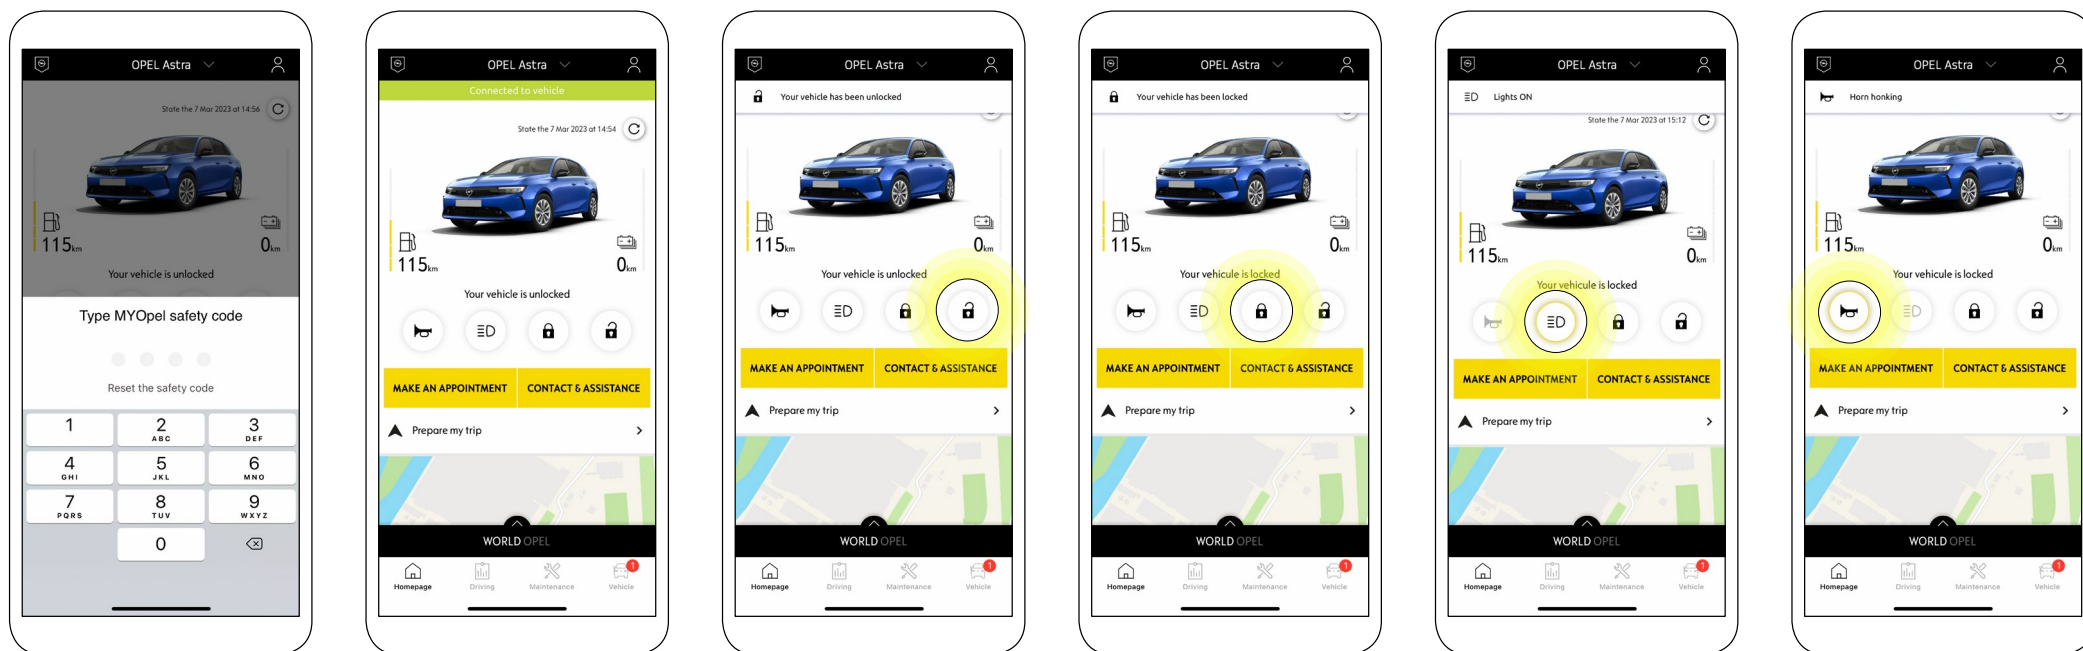 OPEL Astra
State the 7 Mar 2023 at 14:56
115km
Your vehicle is unlocked
Type MYOpel safety code
Reset the safety code
1 2 3
ABC DEF
4 5 6
GHI JKL MNO
7 8 9
PQRS TUV WXYZ
0
OPEL Astra
Connected to vehicle
State the 7 Mar 2023 at 14:54
115km 0km
Your vehicle is unlocked
MAKE AN APPOINTMENT CONTACT & ASSISTANCE
Prepare my trip
WORLD OPEL
1
Homepage Driving Maintenance Vehicle
OPEL Astra
Your vehicle has been unlocked
115km 0km
Your vehicle is unlocked
MAKE AN APPOINTMENT CONTACT & ASSISTANCE
Prepare my trip
WORLD OPEL
1
Homepage Driving Maintenance Vehicle
OPEL Astra
Your vehicle has been locked
115km 0km
Your vehicule is locked
MAKE AN APPOINTMENT CONTACT & ASSISTANCE
Prepare my trip
WORLD OPEL
1
Homepage Driving Maintenance Vehicle
OPEL Astra
Lights ON
State the 7 Mar 2023 at 15:12
115km 0km
Your vehicule is locked
MAKE AN APPOINTMENT CONTACT & ASSISTANCE
Prepare my trip
WORLD OPEL
1
Homepage Driving Maintenance Vehicle
OPEL Astra
Horn honking
115km 0km
Your vehicule is locked
MAKE AN APPOINTMENT CONTACT & ASSISTANCE
Prepare my trip
WORLD OPEL
1
Homepage Driving Maintenance Vehicle